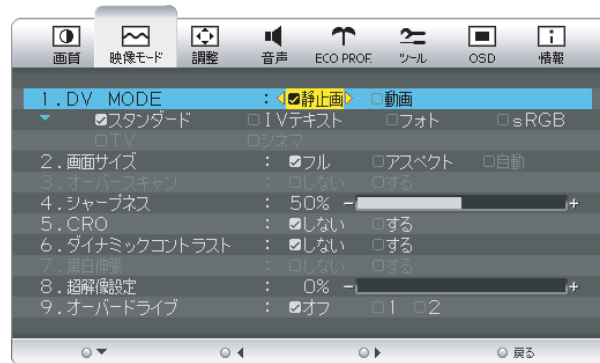 画質 映像モード 調整 音声 ECO PROF. ツール OSD 情報
1.DV MODE : ☑静止画 □動画
☑スタンダード □IVテキスト □フォト □sRGB
□TV □シネマ
2.画面サイズ : ☑フル □アスペクト □自動
3.オーバースキャン : □しない □する
4.シャープネス : 50% − +
5.CRO : ☑しない □する
6.ダイナミックコントラスト : ☑しない □する
7.黒白伸張 : □しない □する
8.超解像設定 : 0% − +
9.オーバードライブ : ☑オフ □1 □2
戻る